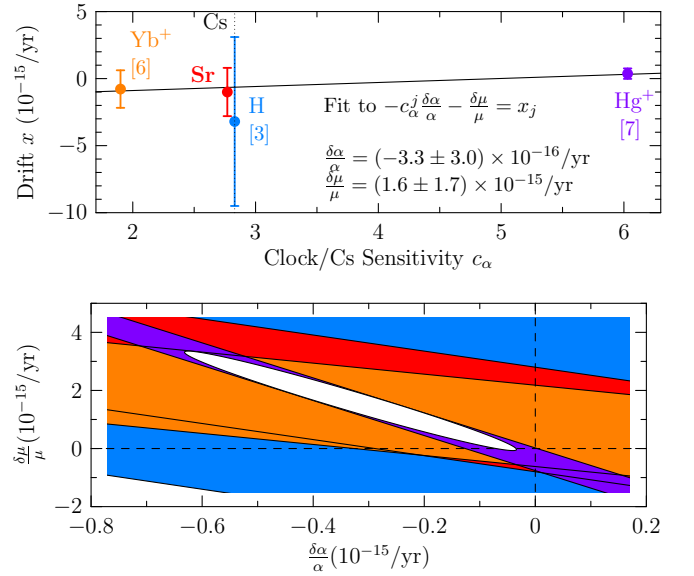 Cs
5
0
−5
−10
Drift x (10⁻¹⁵/yr)
Yb⁺
[6]
Sr
H
[3]
Hg⁺
[7]
Fit to −c_α^j δα/α − δμ/μ = x_j
δα/α = (−3.3 ± 3.0) × 10⁻¹⁶/yr
δμ/μ = (1.6 ± 1.7) × 10⁻¹⁵/yr
2 3 4 5 6
Clock/Cs Sensitivity c_α
4
2
0
−2
δμ/μ (10⁻¹⁵/yr)
−0.8 −0.6 −0.4 −0.2 0 0.2
δα/α (10⁻¹⁵/yr)